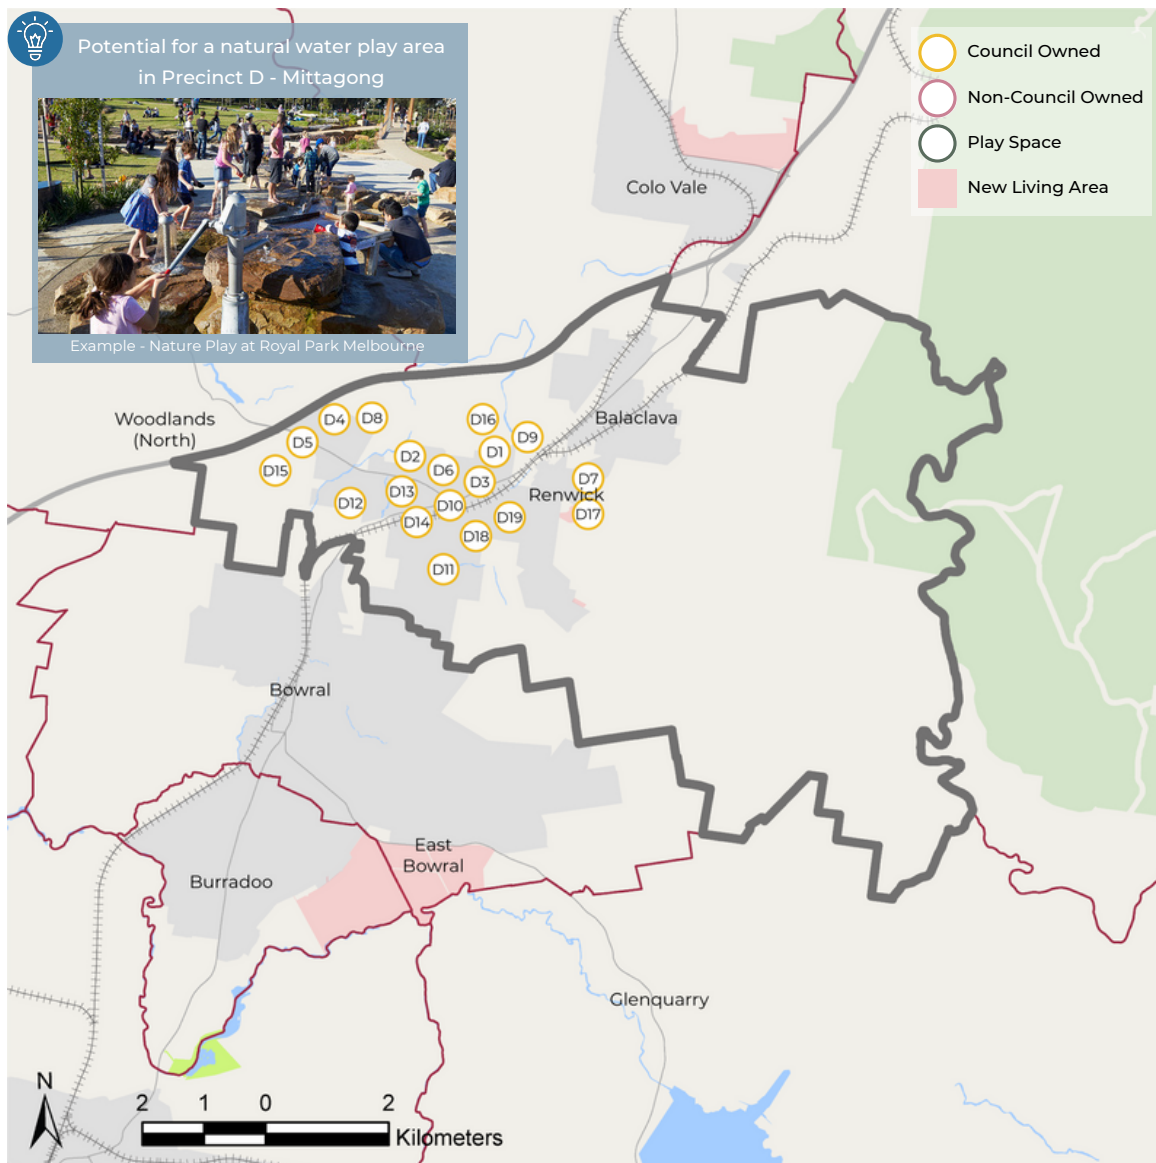 Potential for a natural water play area
in Precinct D - Mittagong
Example - Nature Play at Royal Park Melbourne
Council Owned
Non-Council Owned
Play Space
New Living Area
Colo Vale
Woodlands
(North)
Balaclava
D4
D8
D16
D9
D5
D1
D2
D6
D15
D3
D7
D13
Renwick
D12
D10
D19
D17
D14
D18
D11
Bowral
East
Bowral
Burradoo
Glenquarry
N
2 1 0 2
Kilometers